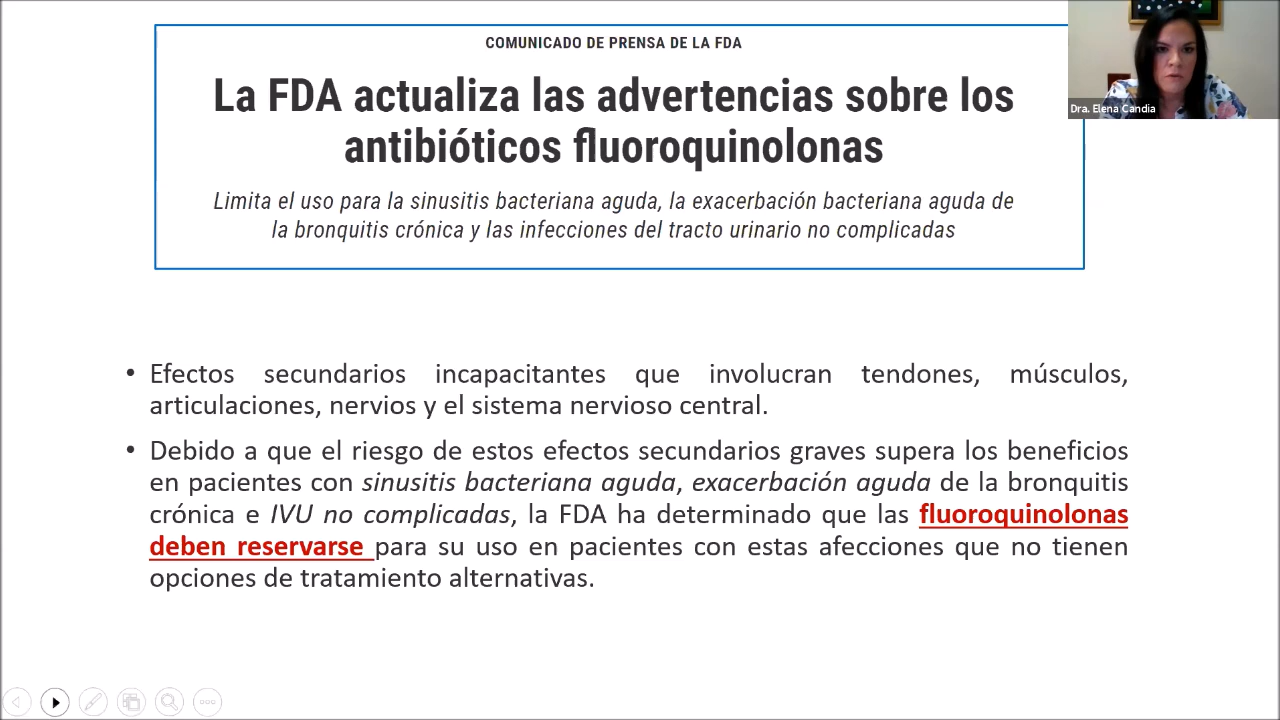 COMUNICADO DE PRENSA DE LA FDA
La FDA actualiza las advertencias sobre los
antibióticos fluoroquinolonas
Limita el uso para la sinusitis bacteriana aguda, la exacerbación bacteriana aguda de
la bronquitis crónica y las infecciones del tracto urinario no complicadas
Dra. Elena Candia
• Efectos secundarios incapacitantes que involucran tendones, músculos,
articulaciones, nervios y el sistema nervioso central.
• Debido a que el riesgo de estos efectos secundarios graves supera los beneficios
en pacientes con sinusitis bacteriana aguda, exacerbación aguda de la bronquitis
crónica e IVU no complicadas, la FDA ha determinado que las fluoroquinolonas
deben reservarse para su uso en pacientes con estas afecciones que no tienen
opciones de tratamiento alternativas.